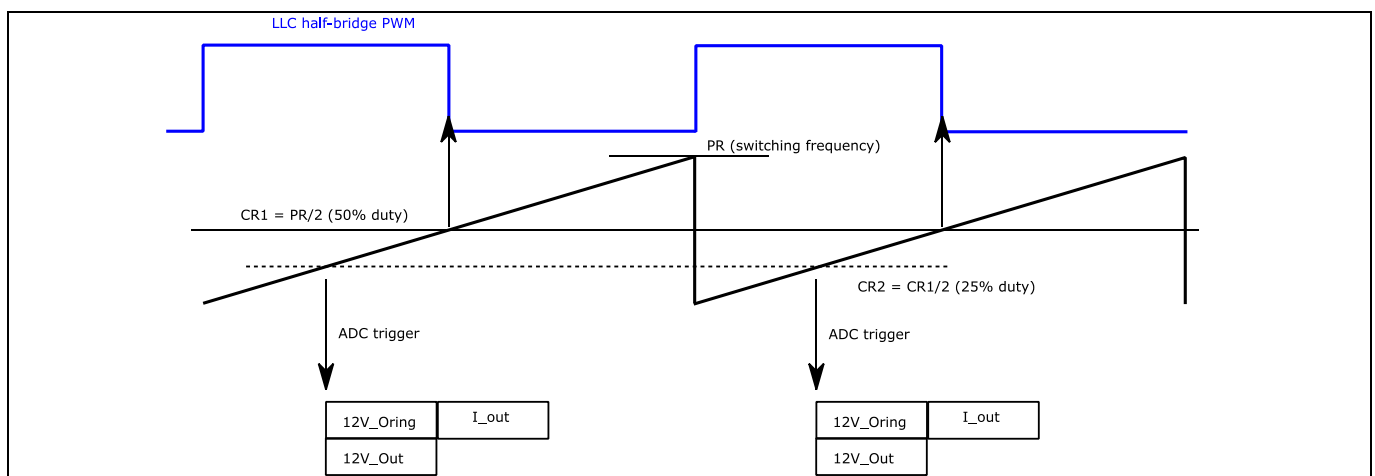 LLC half-bridge PWM
PR (switching frequency)
CR1 = PR/2 (50% duty)
CR2 = CR1/2 (25% duty)
ADC trigger
ADC trigger
12V_Oring
I_out
12V_Oring
I_out
12V_Out
12V_Out